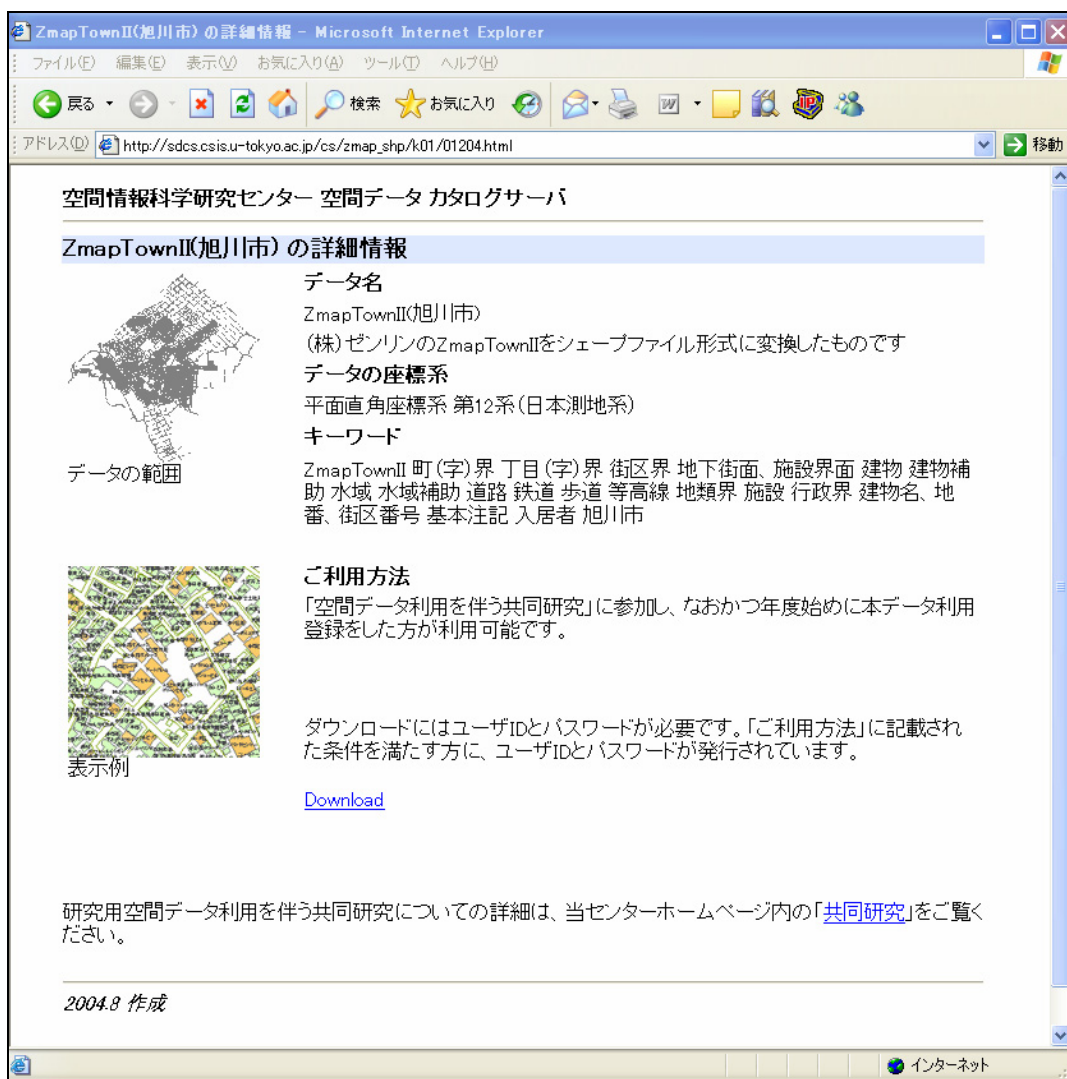 ZmapTownII(旭川市) の詳細情報 - Microsoft Internet Explorer
ファイル(F) 編集(E) 表示(V) お気に入り(A) ツール(T) ヘルプ(H)
戻る 検索 お気に入り
アドレス(D) http://sdcs.csis.u-tokyo.ac.jp/cs/zmap_shp/k01/01204.html 移動
空間情報科学研究センター 空間データ カタログサーバ
ZmapTownII(旭川市) の詳細情報
データ名
ZmapTownII(旭川市)
(株)ゼンリンのZmapTownIIをシェープファイル形式に変換したものです
データの座標系
平面直角座標系 第12系(日本測地系)
キーワード
データの範囲
ZmapTownII 町(字)界 丁目(字)界 街区界 地下街面、施設界面 建物 建物補
助 水域 水域補助 道路 鉄道 歩道 等高線 地類界 施設 行政界 建物名、地
番、街区番号 基本注記 入居者 旭川市
ご利用方法
「空間データ利用を伴う共同研究」に参加し、なおかつ年度始めに本データ利用
登録をした方が利用可能です。
ダウンロードにはユーザIDとパスワードが必要です。「ご利用方法」に記載され
た条件を満たす方に、ユーザIDとパスワードが発行されています。
表示例
Download
研究用空間データ利用を伴う共同研究についての詳細は、当センターホームページ内の「共同研究」をご覧く
ださい。
2004.8 作成
インターネット